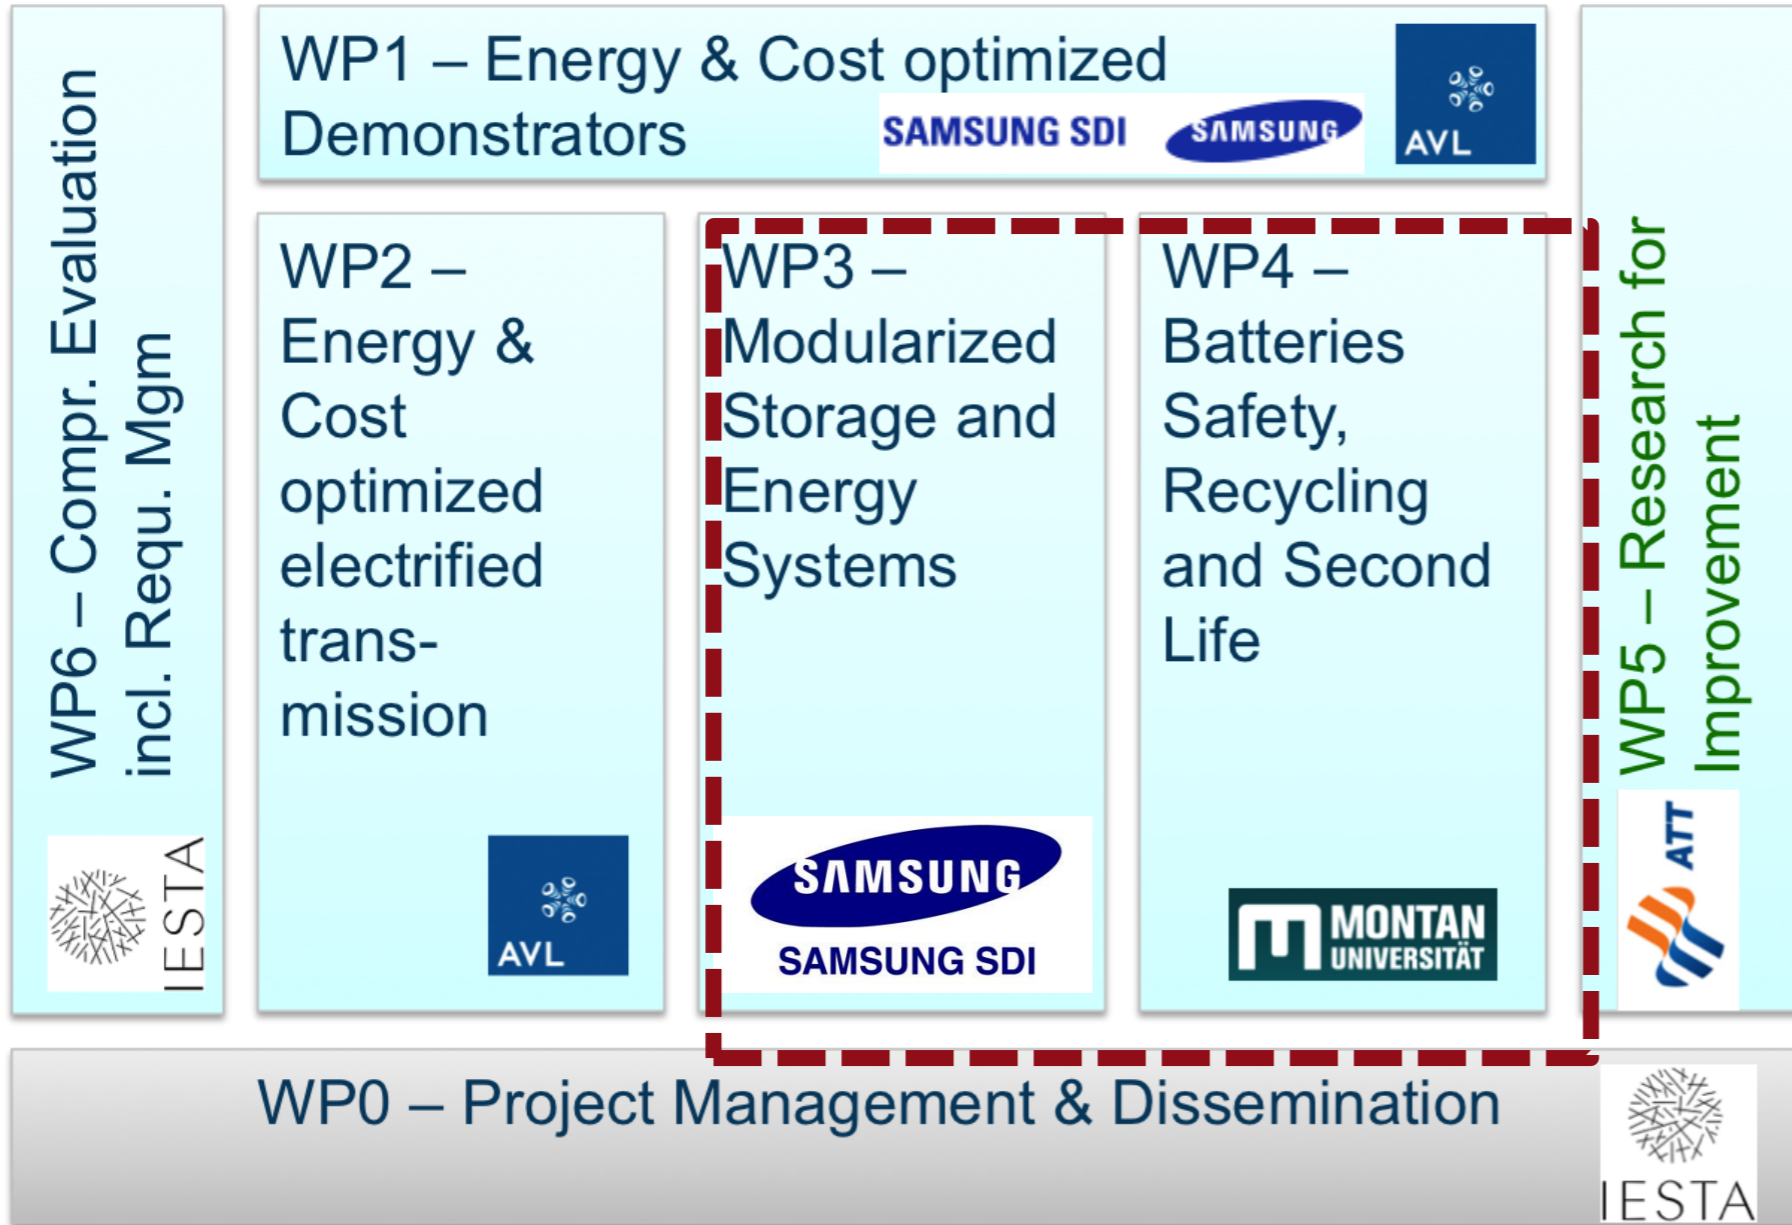 WP6 – Compr. Evaluation
incl. Requ. Mgm
IESTA
WP1 – Energy & Cost optimized
Demonstrators
SAMSUNG SDI
SAMSUNG
AVL
WP2 –
Energy &
Cost
optimized
electrified
trans-
mission
AVL
WP3 –
Modularized
Storage and
Energy
Systems
SAMSUNG
SAMSUNG SDI
WP4 –
Batteries
Safety,
Recycling
and Second
Life
MONTAN
UNIVERSITÄT
WP5 – Research for
Improvement
ATT
WP0 – Project Management & Dissemination
IESTA